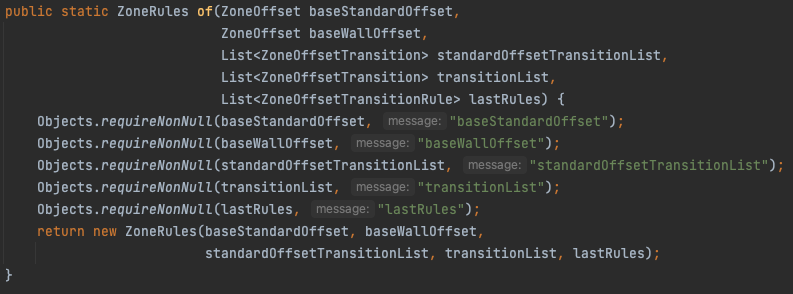 public static ZoneRules of(ZoneOffset baseStandardOffset,
ZoneOffset baseWallOffset,
List<ZoneOffsetTransition> standardOffsetTransitionList,
List<ZoneOffsetTransition> transitionList,
List<ZoneOffsetTransitionRule> lastRules) {
Objects.requireNonNull(baseStandardOffset, message: "baseStandardOffset");
Objects.requireNonNull(baseWallOffset, message: "baseWallOffset");
Objects.requireNonNull(standardOffsetTransitionList, message: "standardOffsetTransitionList");
Objects.requireNonNull(transitionList, message: "transitionList");
Objects.requireNonNull(lastRules, message: "lastRules");
return new ZoneRules(baseStandardOffset, baseWallOffset,
standardOffsetTransitionList, transitionList, lastRules);
}